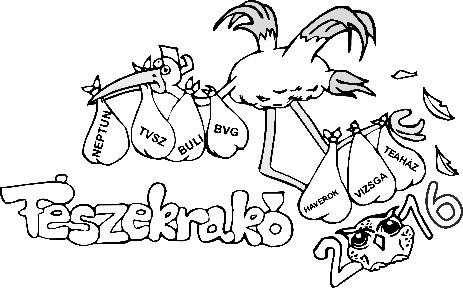 NEPTUN
TVSZ
BULI
BVG
HAVEROK
VIZSGA
TEAHÁZ
Fészekrakó
2016